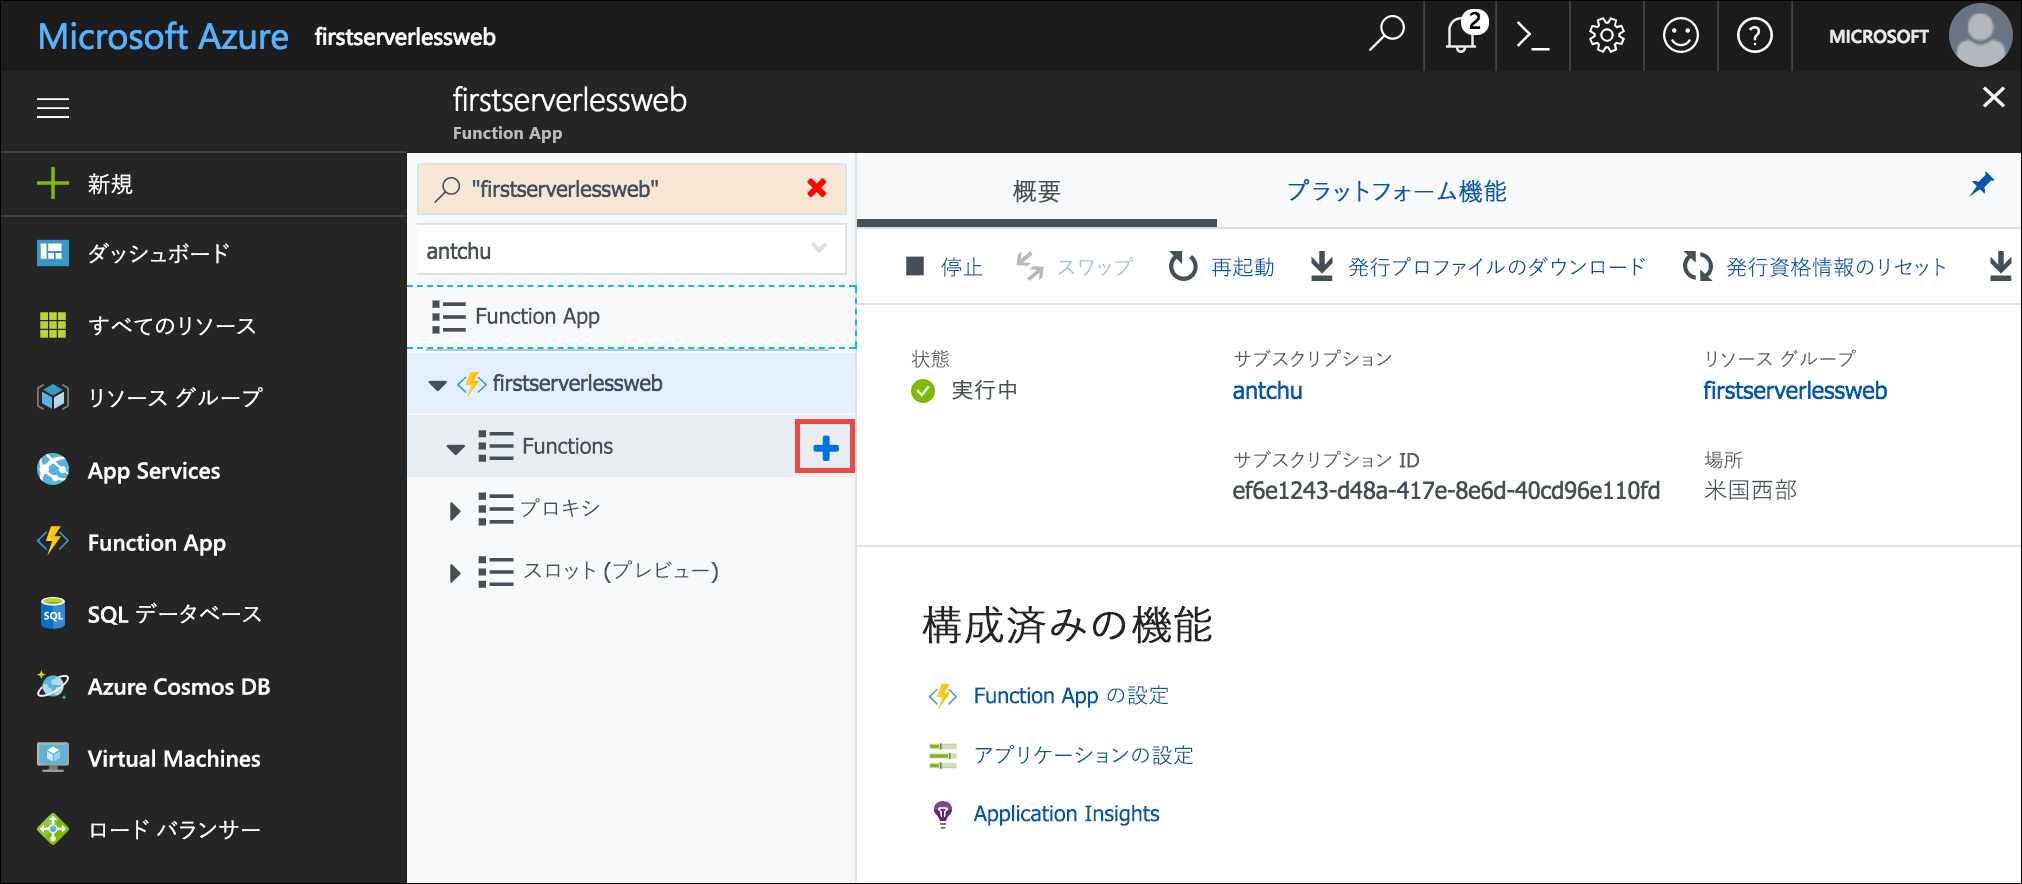 Microsoft Azure firstserverlessweb
2
MICROSOFT
firstserverlessweb
Function App
新規
ダッシュボード
すべてのリソース
リソース グループ
App Services
Function App
SQL
SQL データベース
Azure Cosmos DB
Virtual Machines
ロード バランサー
"firstserverlessweb"
antchu
Function App
firstserverlessweb
Functions
プロキシ
スロット (プレビュー)
概要 プラットフォーム機能
停止 スワップ 再起動 発行プロファイルのダウンロード 発行資格情報のリセット
状態 サブスクリプション リソース グループ
実行中 antchu firstserverlessweb
サブスクリプション ID 場所
ef6e1243-d48a-417e-8e6d-40cd96e110fd 米国西部
構成済みの機能
Function App の設定
アプリケーションの設定
Application Insights